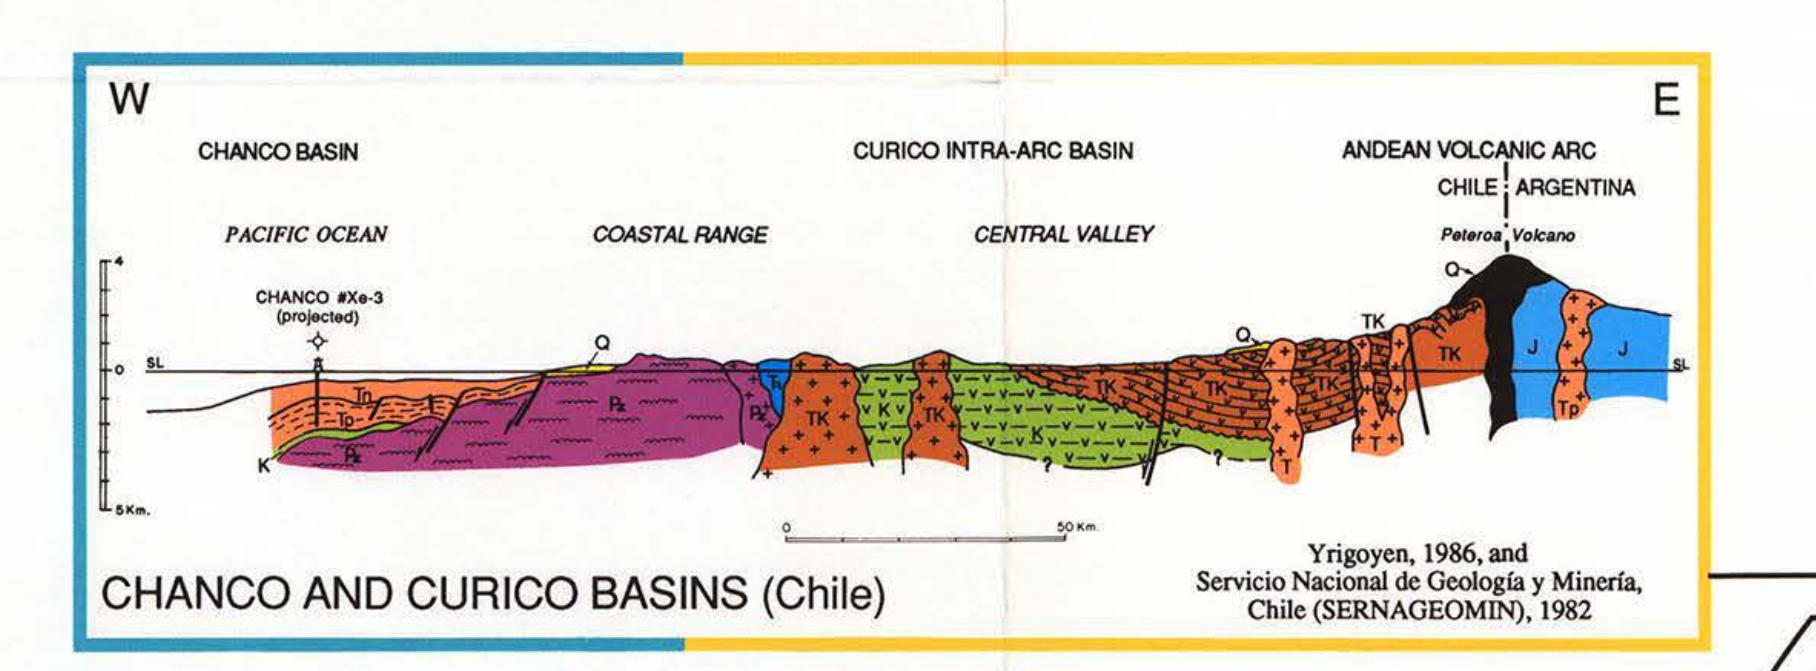 W
E
CHANCO BASIN
CURICO INTRA-ARC BASIN
ANDEAN VOLCANIC ARC
CHILE
ARGENTINA
PACIFIC OCEAN
COASTAL RANGE
CENTRAL VALLEY
Peteroa Volcano
4
Q
CHANCO #Xe-3
(projected)
TK
Q
Q
SL
0
SL
TK
J
J
Tn
TK
TK
TK
Pz
Tp
K
TK
Pz
TK
Tp
K
T
Pz
K
?
?
T
5 Km.
0
50 Km.
CHANCO AND CURICO BASINS (Chile)
Yrigoyen, 1986, and
Servicio Nacional de Geología y Minería,
Chile (SERNAGEOMIN), 1982